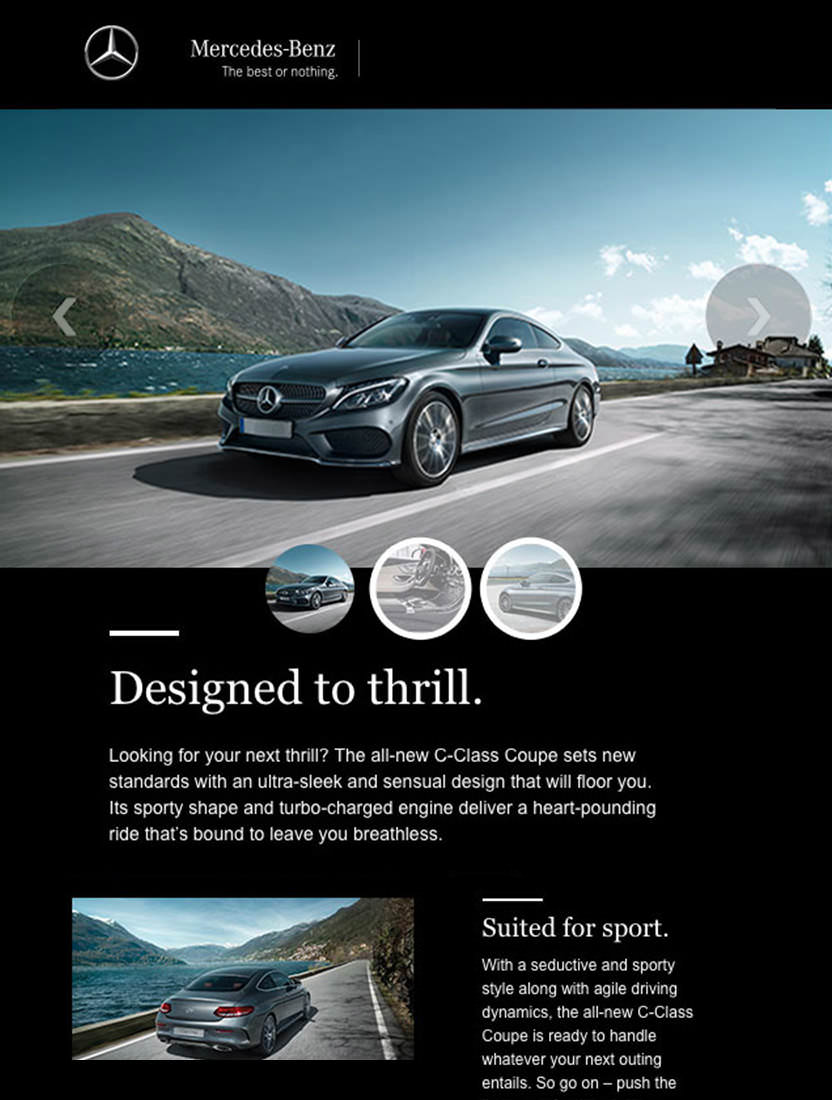 Mercedes-Benz
The best or nothing.
Designed to thrill.
Looking for your next thrill? The all-new C-Class Coupe sets new
standards with an ultra-sleek and sensual design that will floor you.
Its sporty shape and turbo-charged engine deliver a heart-pounding
ride that's bound to leave you breathless.
Suited for sport.
With a seductive and sporty
style along with agile driving
dynamics, the all-new C-Class
Coupe is ready to handle
whatever your next outing
entails. So go on – push the